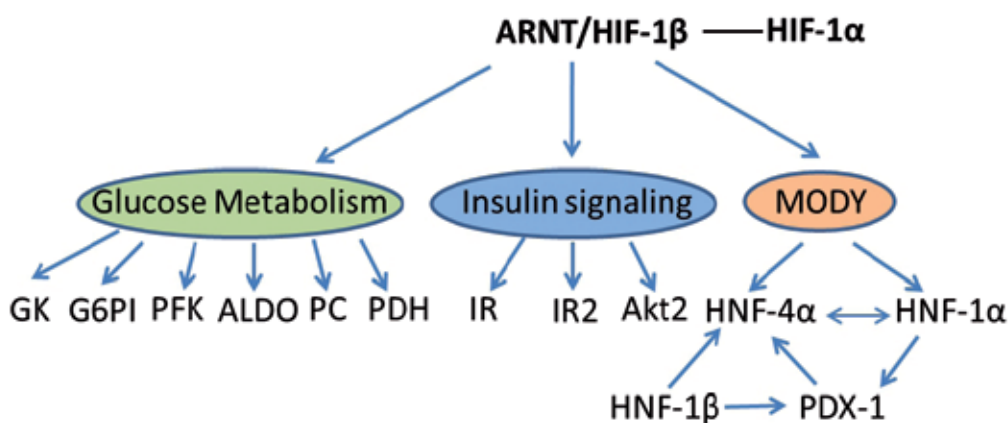 ARNT/HIF-1β HIF-1α
Glucose Metabolism Insulin signaling MODY
GK G6PI PFK ALDO PC PDH IR IR2 Akt2 HNF-4α HNF-1α
HNF-1β PDX-1